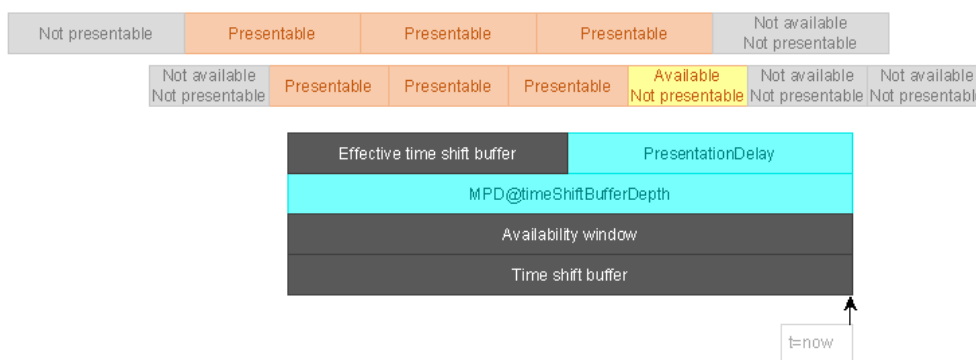 Not presentable
Presentable
Presentable
Presentable
Not available
Not presentable
Not available
Not presentable
Presentable
Presentable
Presentable
Available
Not presentable
Not available
Not presentable
Not available
Not presentable
Effective time shift buffer
PresentationDelay
MPD@timeShiftBufferDepth
Availability window
Time shift buffer
t=now